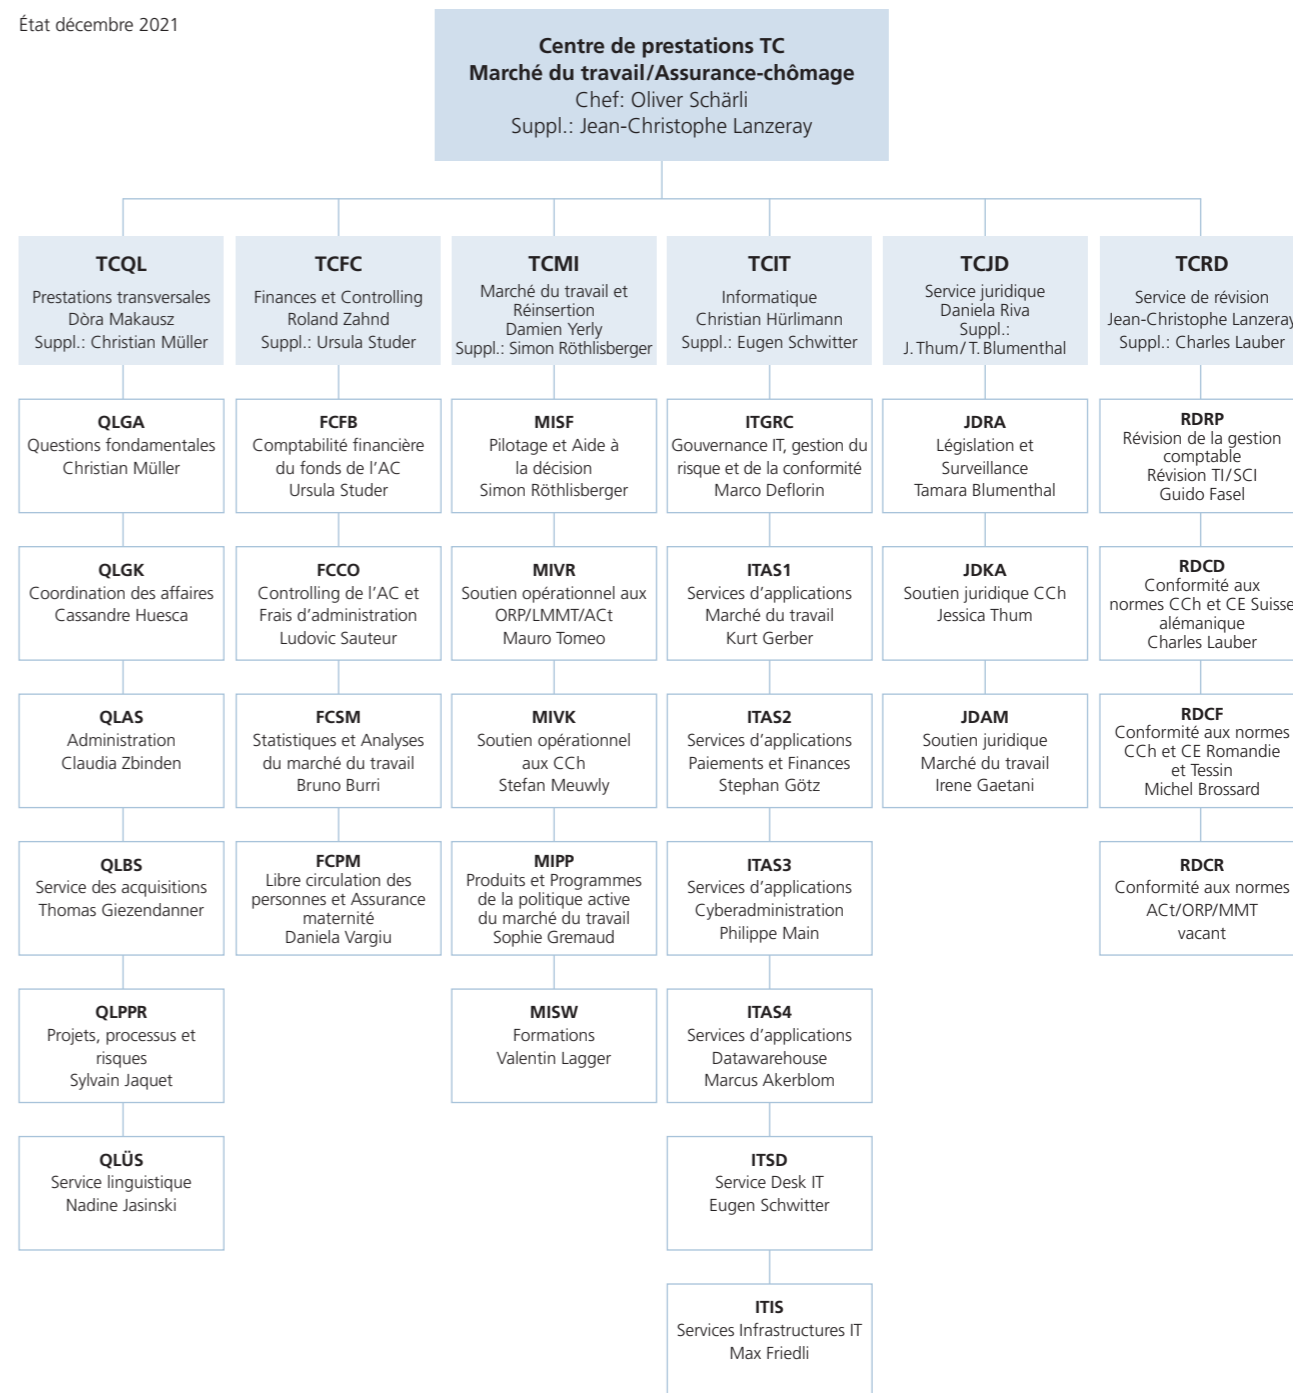 État décembre 2021
Centre de prestations TC
Marché du travail/Assurance-chômage
Chef: Oliver Schärli
Suppl.: Jean-Christophe Lanzeray
TCQL
Prestations transversales
Dòra Makausz
Suppl.: Christian Müller
QLGA
Questions fondamentales
Christian Müller
QLGK
Coordination des affaires
Cassandre Huesca
QLAS
Administration
Claudia Zbinden
QLBS
Service des acquisitions
Thomas Giezendanner
QLPPR
Projets, processus et
risques
Sylvain Jaquet
QLÜS
Service linguistique
Nadine Jasinski
TCFC
Finances et Controlling
Roland Zahnd
Suppl.: Ursula Studer
FCFB
Comptabilité financière
du fonds de l’AC
Ursula Studer
FCCO
Controlling de l’AC et
Frais d’administration
Ludovic Sauteur
FCSM
Statistiques et Analyses
du marché du travail
Bruno Burri
FCPM
Libre circulation des
personnes et Assurance
maternité
Daniela Vargiu
TCMI
Marché du travail et
Réinsertion
Damien Yerly
Suppl.: Simon Röthlisberger
MISF
Pilotage et Aide à
la décision
Simon Röthlisberger
MIVR
Soutien opérationnel aux
ORP/LMMT/ACt
Mauro Tomeo
MIVK
Soutien opérationnel
aux CCh
Stefan Meuwly
MIPP
Produits et Programmes
de la politique active
du marché du travail
Sophie Gremaud
MISW
Formations
Valentin Lagger
TCIT
Informatique
Christian Hürlimann
Suppl.: Eugen Schwitter
ITGRC
Gouvernance IT, gestion du
risque et de la conformité
Marco Deflorin
ITAS1
Services d’applications
Marché du travail
Kurt Gerber
ITAS2
Services d’applications
Paiements et Finances
Stephan Götz
ITAS3
Services d’applications
Cyberadministration
Philippe Main
ITAS4
Services d’applications
Datawarehouse
Marcus Akerblom
ITSD
Service Desk IT
Eugen Schwitter
ITIS
Services Infrastructures IT
Max Friedli
TCJD
Service juridique
Daniela Riva
Suppl.:
J. Thum/ T. Blumenthal
JDRA
Législation et
Surveillance
Tamara Blumenthal
JDKA
Soutien juridique CCh
Jessica Thum
JDAM
Soutien juridique
Marché du travail
Irene Gaetani
TCRD
Service de révision
Jean-Christophe Lanzeray
Suppl.: Charles Lauber
RDRP
Révision de la gestion
comptable
Révision TI/SCI
Guido Fasel
RDCD
Conformité aux
normes CCh et CE Suisse
alémanique
Charles Lauber
RDCF
Conformité aux normes
CCh et CE Romandie
et Tessin
Michel Brossard
RDCR
Conformité aux normes
ACt/ORP/MMT
vacant